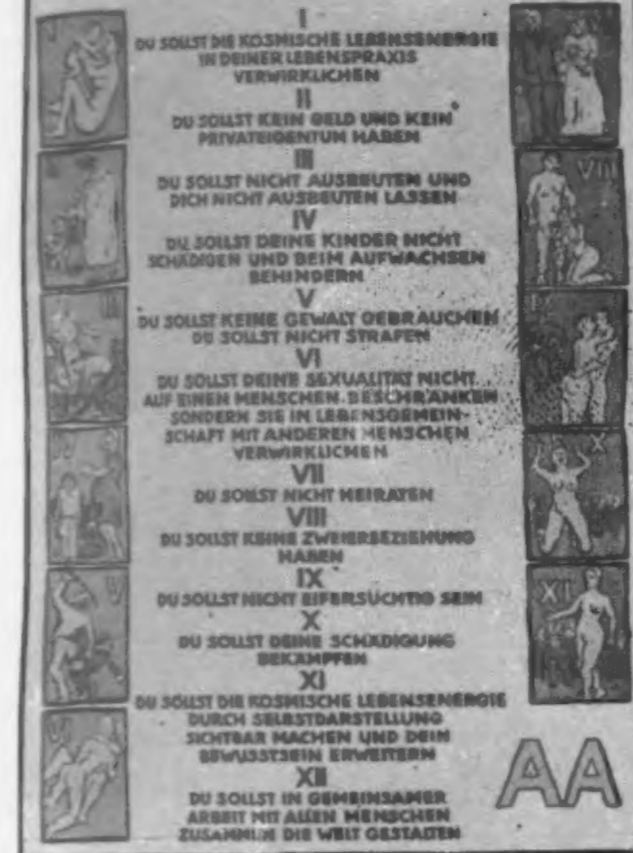 I
DU SOLLST DIE KOSMISCHE LEBENSENERGIE
IN DEINER LEBENSPRAXIS
VERWIRKLICHEN
II
DU SOLLST KEIN GELD UND KEIN
PRIVATEIGENTUM HABEN
III
DU SOLLST NICHT AUSBEUTEN UND
DICH NICHT AUSBEUTEN LASSEN
IV
DU SOLLST DEINE KINDER NICHT
SCHÄDIGEN UND BEIM AUFWACHSEN
BEHINDERN
V
DU SOLLST KEINE GEWALT GEBRAUCHEN
DU SOLLST NICHT STRAFEN
VI
DU SOLLST DEINE SEXUALITÄT NICHT
AUF EINEN MENSCHEN BESCHRÄNKEN
SONDERN SIE IN LEBENSGEMEIN-
SCHAFT MIT ANDEREN MENSCHEN
VERWIRKLICHEN
VII
DU SOLLST NICHT HEIRATEN
VIII
DU SOLLST KEINE ZWEIERBEZIEHUNG
HABEN
IX
DU SOLLST NICHT EIFERSÜCHTIG SEIN
X
DU SOLLST DEINE SCHÄDIGUNG
BEKÄMPFEN
XI
DU SOLLST DIE KOSMISCHE LEBENSENERGIE
DURCH SELBSTDARSTELLUNG
SICHTBAR MACHEN UND DEIN
BEWUSSTSEIN ERWEITERN
XII
DU SOLLST IN GEMEINSAMER
ARBEIT MIT ALLEN MENSCHEN
ZUSAMMEN DIE WELT GESTALTEN
V
VIII
IX
X
XI
AA